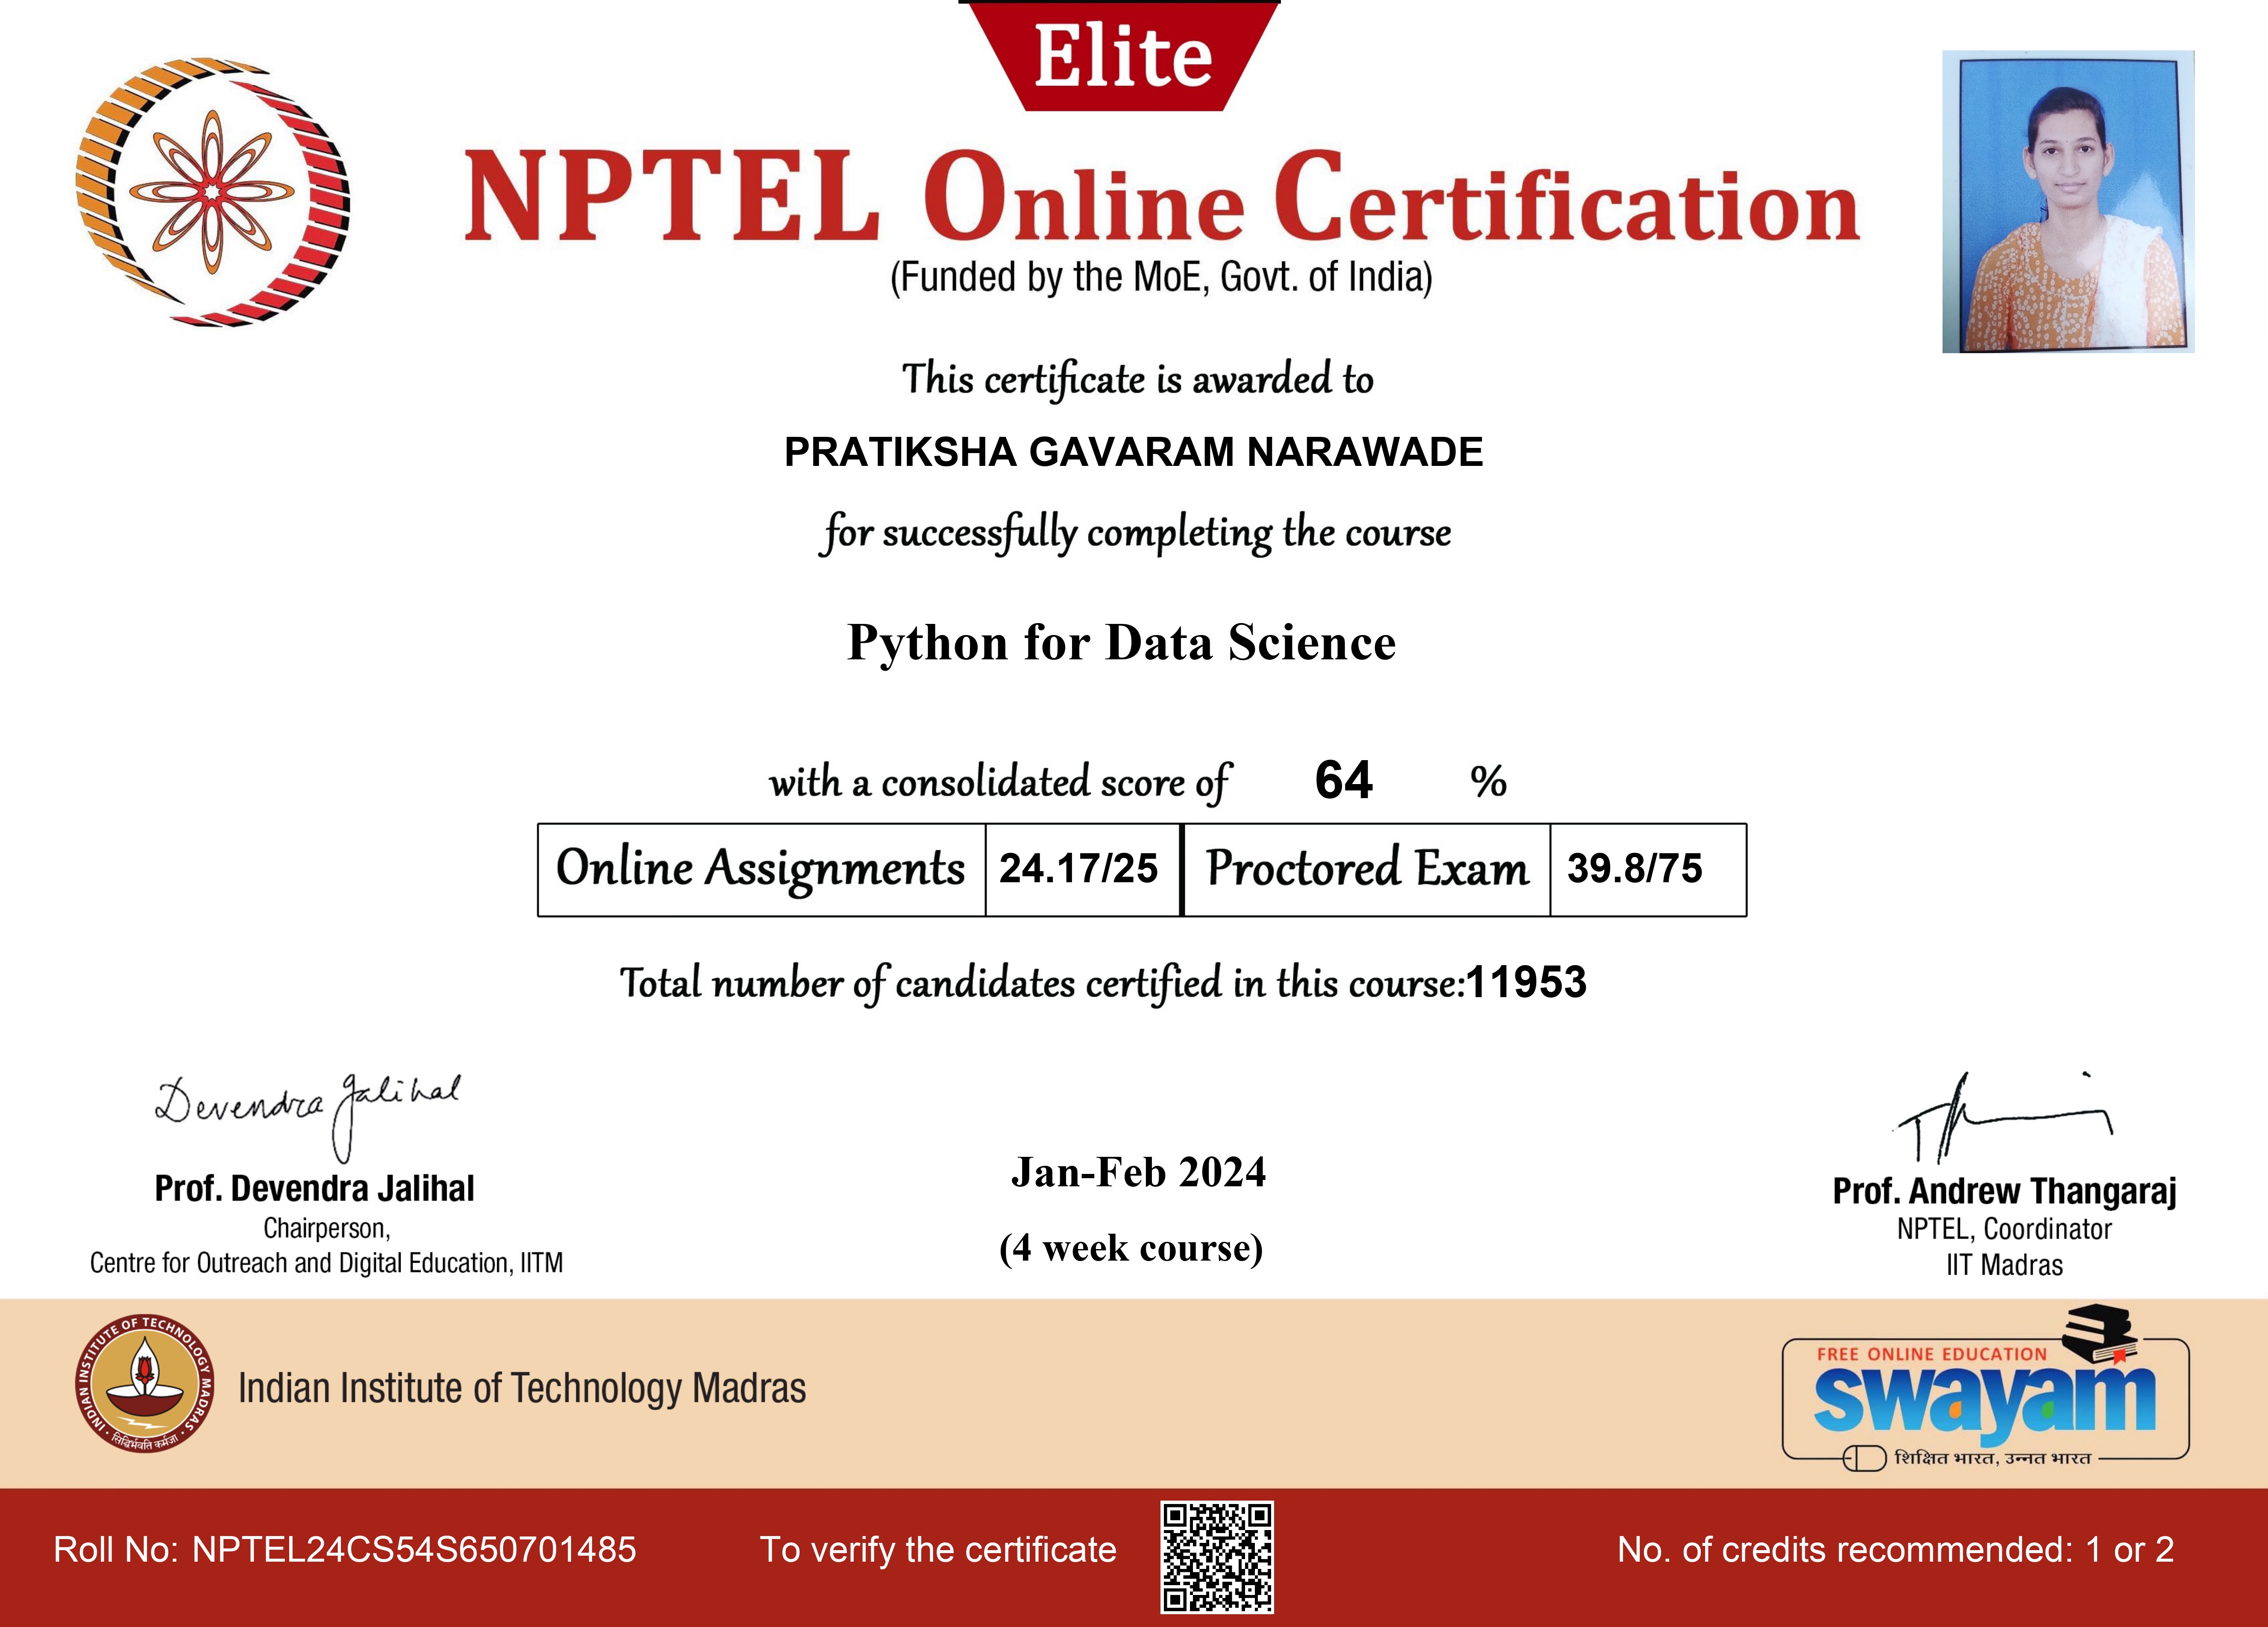 Elite
NPTEL Online Certification
(Funded by the MoE, Govt. of India)
This certificate is awarded to
PRATIKSHA GAVARAM NARAWADE
for successfully completing the course
Python for Data Science
with a consolidated score of 64 %
Online Assignments 24.17/25 Proctored Exam 39.8/75
Total number of candidates certified in this course:11953
Devendra Jalihal
Prof. Devendra Jalihal
Chairperson,
Centre for Outreach and Digital Education, IITM
Jan-Feb 2024
(4 week course)
Prof. Andrew Thangaraj
NPTEL, Coordinator
IIT Madras
INDIAN INSTITUTE OF TECHNOLOGY MADRAS
सिद्धिर्भवति कर्मजा
Indian Institute of Technology Madras
FREE ONLINE EDUCATION
swayam
शिक्षित भारत, उन्नत भारत
Roll No: NPTEL24CS54S650701485
To verify the certificate
No. of credits recommended: 1 or 2